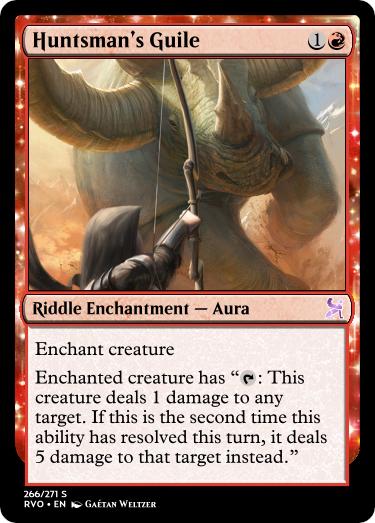 Huntsman's Guile 1
Riddle Enchantment — Aura
Enchant creature
Enchanted creature has “: This
creature deals 1 damage to any
target. If this is the second time this
ability has resolved this turn, it deals
5 damage to that target instead.”
266/271 S
RVO • EN Gaétan Weltzer